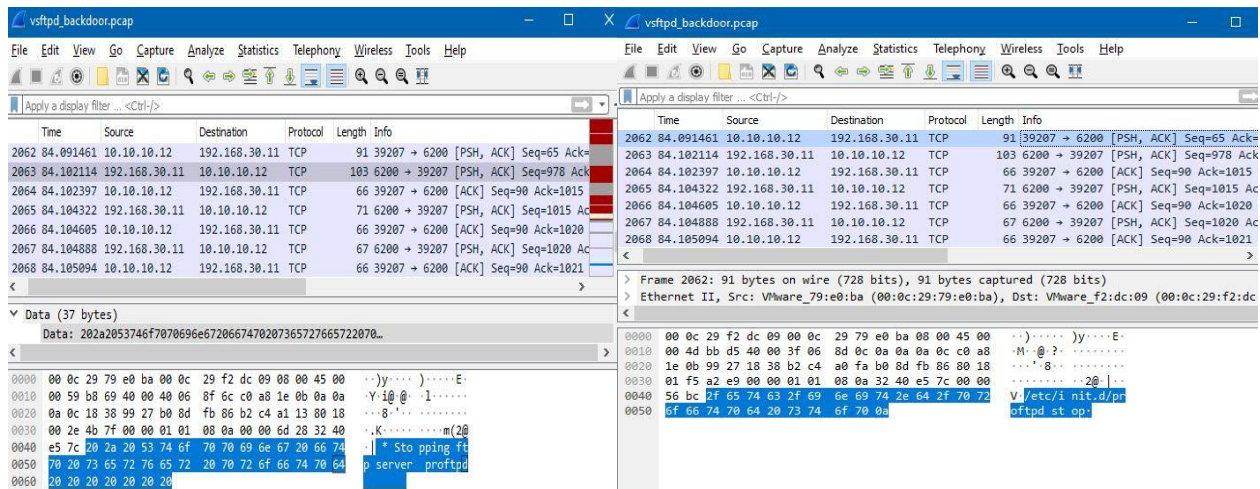 vsftpd_backdoor.pcap
File Edit View Go Capture Analyze Statistics Telephony Wireless Tools Help
Apply a display filter ... <Ctrl-/>
Time Source Destination Protocol Length Info
2062 84.091461 10.10.10.12 192.168.30.11 TCP 91 39207 → 6200 [PSH, ACK] Seq=65 Ack=
2063 84.102114 192.168.30.11 10.10.10.12 TCP 103 6200 → 39207 [PSH, ACK] Seq=978 Ack
2064 84.102397 10.10.10.12 192.168.30.11 TCP 66 39207 → 6200 [ACK] Seq=90 Ack=1015
2065 84.104322 192.168.30.11 10.10.10.12 TCP 71 6200 → 39207 [PSH, ACK] Seq=1015 Ac
2066 84.104605 10.10.10.12 192.168.30.11 TCP 66 39207 → 6200 [ACK] Seq=90 Ack=1020
2067 84.104888 192.168.30.11 10.10.10.12 TCP 67 6200 → 39207 [PSH, ACK] Seq=1020 Ac
2068 84.105094 10.10.10.12 192.168.30.11 TCP 66 39207 → 6200 [ACK] Seq=90 Ack=1021
Data (37 bytes)
Data: 202a2053746f7070696e672066747020736572766572207​0…
0000 00 0c 29 79 e0 ba 00 0c 29 f2 dc 09 08 00 45 00 ··)y···· )·····E·
0010 00 59 b8 69 40 00 40 06 8f 6c c0 a8 1e 0b 0a 0a ·Y·i@·@· ·l······
0020 0a 0c 18 38 99 27 b0 8d fb 86 b2 c4 a1 13 80 18 ···8·'·· ········
0030 00 2e 4b 7f 00 00 01 01 08 0a 00 00 6d 28 32 40 ·.K····· ····m(2@
0040 e5 7c 20 2a 20 53 74 6f 70 70 69 6e 67 20 66 74 ·| * Sto pping ft
0050 70 20 73 65 72 76 65 72 20 70 72 6f 66 74 70 64 p server proftpd
0060 20 20 20 20 20 20 20
vsftpd_backdoor.pcap
File Edit View Go Capture Analyze Statistics Telephony Wireless Tools Help
Apply a display filter ... <Ctrl-/>
Time Source Destination Protocol Length Info
2062 84.091461 10.10.10.12 192.168.30.11 TCP 91 39207 → 6200 [PSH, ACK] Seq=65 Ack=
2063 84.102114 192.168.30.11 10.10.10.12 TCP 103 6200 → 39207 [PSH, ACK] Seq=978 Ack
2064 84.102397 10.10.10.12 192.168.30.11 TCP 66 39207 → 6200 [ACK] Seq=90 Ack=1015
2065 84.104322 192.168.30.11 10.10.10.12 TCP 71 6200 → 39207 [PSH, ACK] Seq=1015 Ac
2066 84.104605 10.10.10.12 192.168.30.11 TCP 66 39207 → 6200 [ACK] Seq=90 Ack=1020
2067 84.104888 192.168.30.11 10.10.10.12 TCP 67 6200 → 39207 [PSH, ACK] Seq=1020 Ac
2068 84.105094 10.10.10.12 192.168.30.11 TCP 66 39207 → 6200 [ACK] Seq=90 Ack=1021
Frame 2062: 91 bytes on wire (728 bits), 91 bytes captured (728 bits)
Ethernet II, Src: VMware_79:e0:ba (00:0c:29:79:e0:ba), Dst: VMware_f2:dc:09 (00:0c:29:f2:dc
0000 00 0c 29 f2 dc 09 00 0c 29 79 e0 ba 08 00 45 00 ··)····· )y····E·
0010 00 4d bb d5 40 00 3f 06 8d 0c 0a 0a 0a 0c c0 a8 ·M··@·?· ········
0020 1e 0b 99 27 18 38 b2 c4 a0 fa b0 8d fb 86 80 18 ···'·8·· ········
0030 01 f5 a2 e9 00 00 01 01 08 0a 32 40 e5 7c 00 00 ········ ··2@·|··
0040 56 bc 2f 65 74 63 2f 69 6e 69 74 2e 64 2f 70 72 V·/etc/i nit.d/pr
0050 6f 66 74 70 64 20 73 74 6f 70 0a oftpd st op·